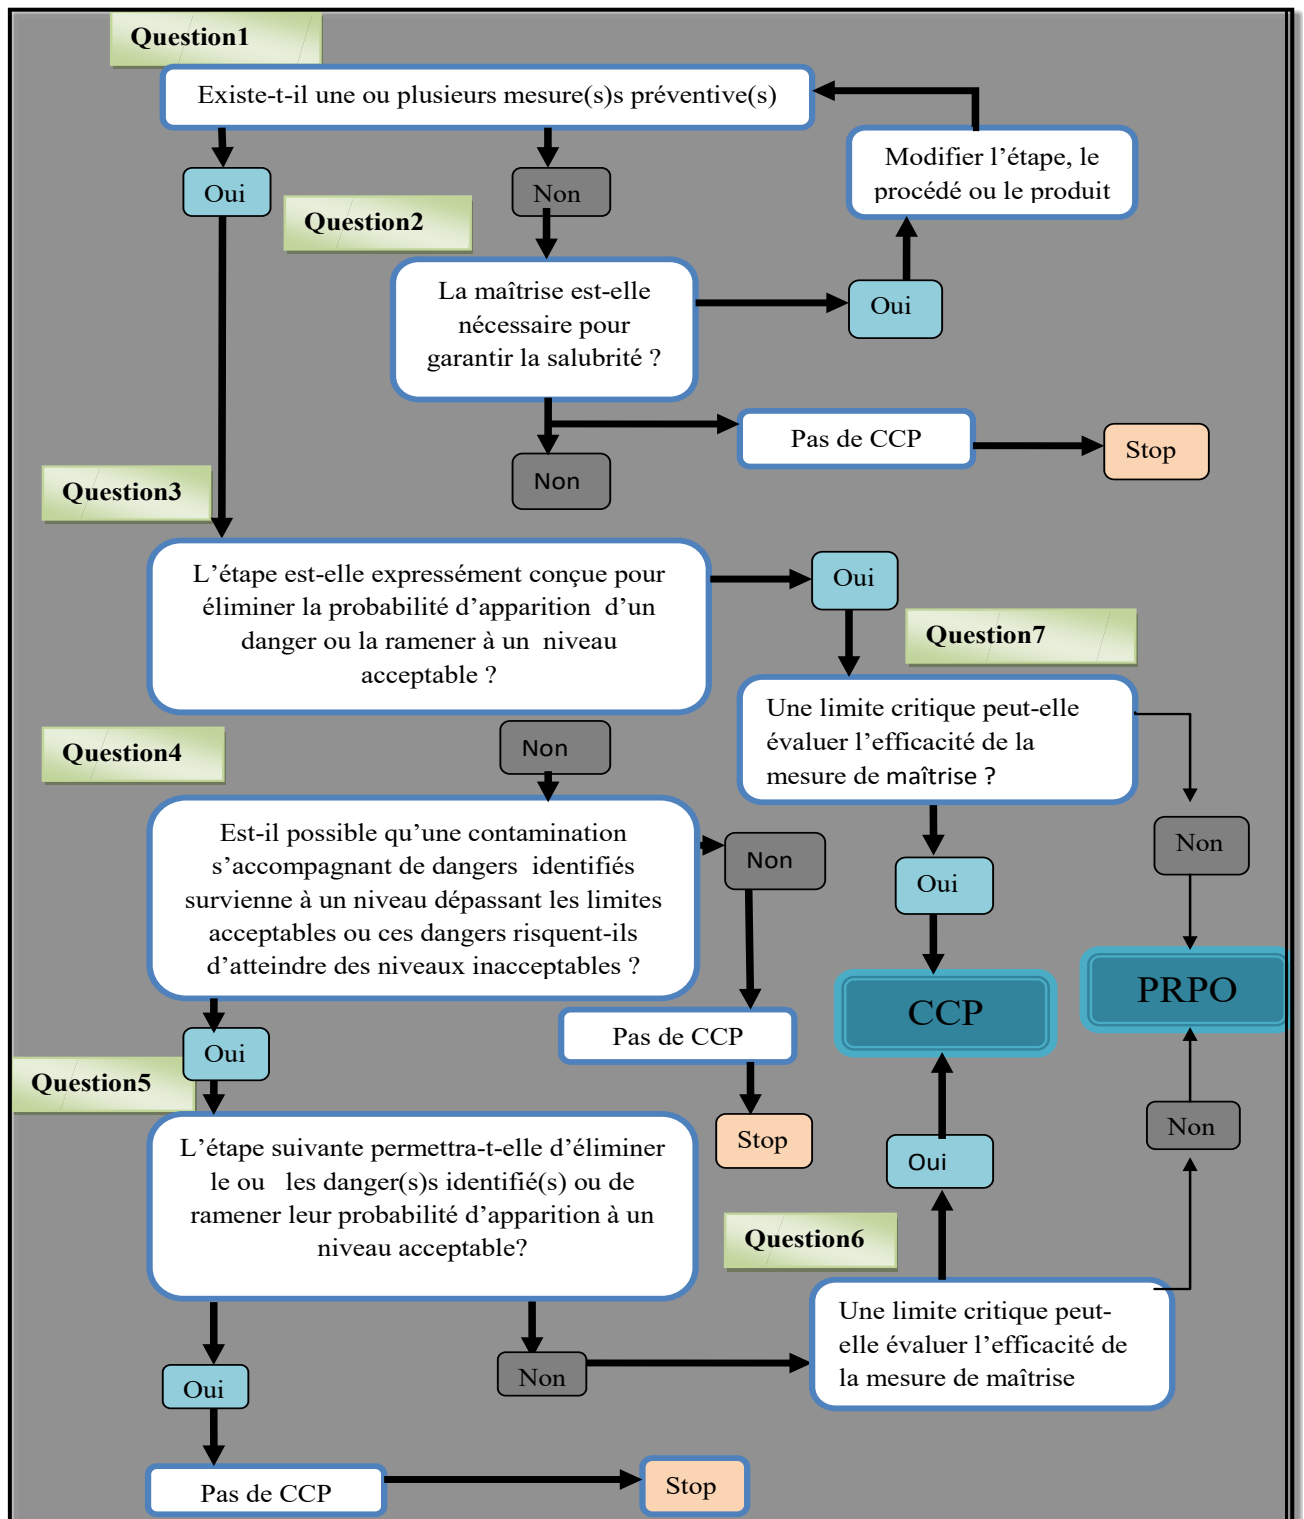 Question1
Existe-t-il une ou plusieurs mesure(s)s préventive(s)
Modifier l’étape, le
procédé ou le produit
Oui
Non
Question2
La maîtrise est-elle
nécessaire pour
garantir la salubrité ?
Oui
Pas de CCP
Stop
Non
Question3
L’étape est-elle expressément conçue pour
éliminer la probabilité d’apparition d’un
danger ou la ramener à un niveau
acceptable ?
Oui
Question7
Une limite critique peut-elle
évaluer l’efficacité de la
mesure de maîtrise ?
Non
Question4
Est-il possible qu’une contamination
s’accompagnant de dangers identifiés
survienne à un niveau dépassant les limites
acceptables ou ces dangers risquent-ils
d’atteindre des niveaux inacceptables ?
Non
Oui
Non
CCP
PRPO
Pas de CCP
Stop
Oui
Question5
L’étape suivante permettra-t-elle d’éliminer
le ou les danger(s)s identifié(s) ou de
ramener leur probabilité d’apparition à un
niveau acceptable?
Oui
Non
Question6
Une limite critique peut-
elle évaluer l’efficacité de
la mesure de maîtrise
Non
Oui
Pas de CCP
Stop